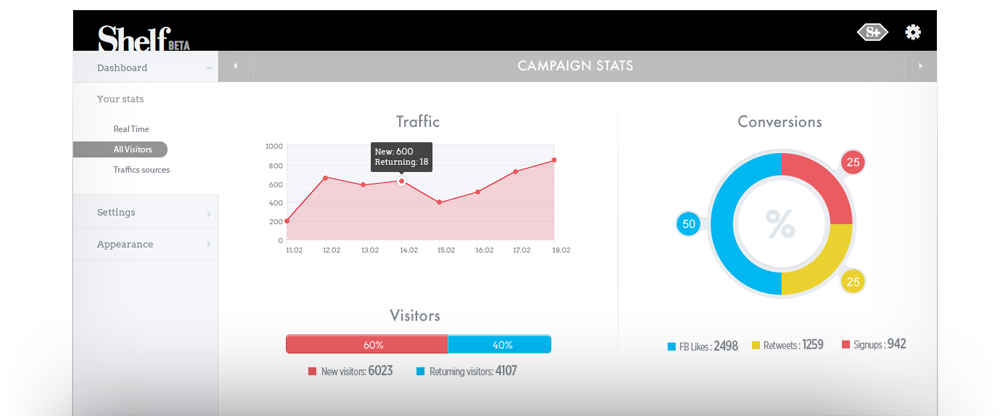 Shelf BETA
S+
Dashboard
CAMPAIGN STATS
Your stats
Real Time
All Visitors
Traffics sources
Settings
Appearance
Traffic
1000
800
600
400
200
0
New: 600
Returning: 18
11.02 12.02 13.02 14.02 15.02 16.02 17.02 18.02
Visitors
60% 40%
New visitors: 6023 Returning visitors: 4107
Conversions
25
50
%
25
FB Likes : 2498 Retweets : 1259 Signups : 942